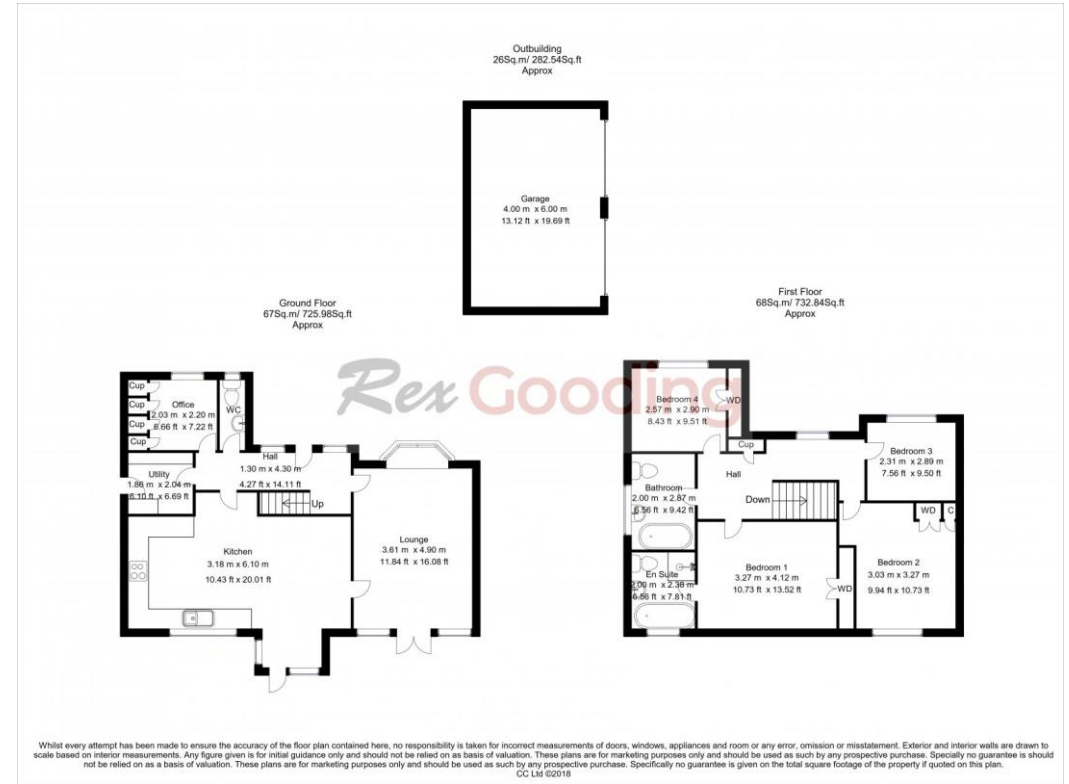 Outbuilding
26Sq.m/ 282.54Sq.ft
Approx
Garage
4.00 m x 6.00 m
13.12 ft x 19.69 ft
Ground Floor
67Sq.m/ 725.98Sq.ft
Approx
First Floor
68Sq.m/ 732.84Sq.ft
Approx
Rex Gooding
Cup
Cup
Cup
Cup
Office
2.03 m x 2.20 m
6.66 ft x 7.22 ft
WC
Hall
1.30 m x 4.30 m
4.27 ft x 14.11 ft
Utility
1.86 m x 2.04 m
6.10 ft x 6.69 ft
Up
Kitchen
3.18 m x 6.10 m
10.43 ft x 20.01 ft
Lounge
3.61 m x 4.90 m
11.84 ft x 16.08 ft
Bedroom 4
2.57 m x 2.90 m
8.43 ft x 9.51 ft
WD
Cup
Hall
Down
Bedroom 3
2.31 m x 2.89 m
7.56 ft x 9.50 ft
Bathroom
2.00 m x 2.87 m
6.56 ft x 9.42 ft
WD
C
En Suite
2.00 m x 2.38 m
6.56 ft x 7.81 ft
Bedroom 1
3.27 m x 4.12 m
10.73 ft x 13.52 ft
WD
Bedroom 2
3.03 m x 3.27 m
9.94 ft x 10.73 ft
Whilst every attempt has been made to ensure the accuracy of the floor plan contained here, no responsibility is taken for incorrect measurements of doors, windows, appliances and room or any error, omission or misstatement. Exterior and interior walls are drawn to
scale based on interior measurements. Any figure given is for initial guidance only and should not be relied on as basis of valuation. These plans are for marketing purposes only and should be used as such by any prospective purchase. Specially no guarantee is should
not be relied on as a basis of valuation. These plans are for marketing purposes only and should be used as such by any prospective purchase. Specifically no guarantee is given on the total square footage of the property if quoted on this plan.
CC Ltd ©2018